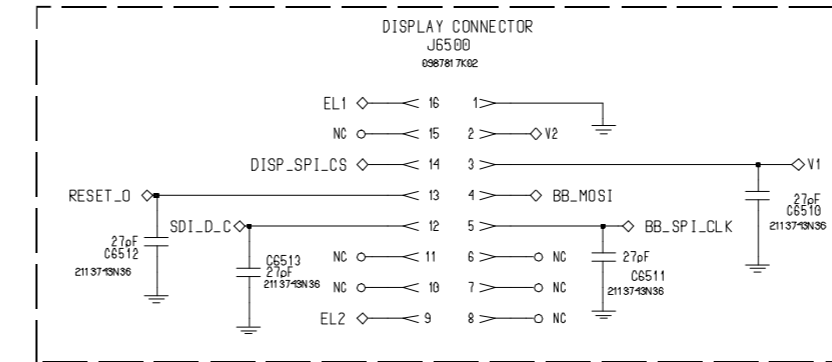 DISPLAY CONNECTOR
J6500
0987817K02
EL1 16 1
NC 15 2 V2
DISP_SPI_CS 14 3 V1
RESET_O 13 4 BB_MOSI
SDI_D_C 12 5 BB_SPI_CLK
NC 11 6 NC
NC 10 7 NC
EL2 9 8 NC
27pF
C6512
2113743N36
C6513
27pF
2113743N36
27pF
C6511
2113743N36
27pF
C6510
2113743N36